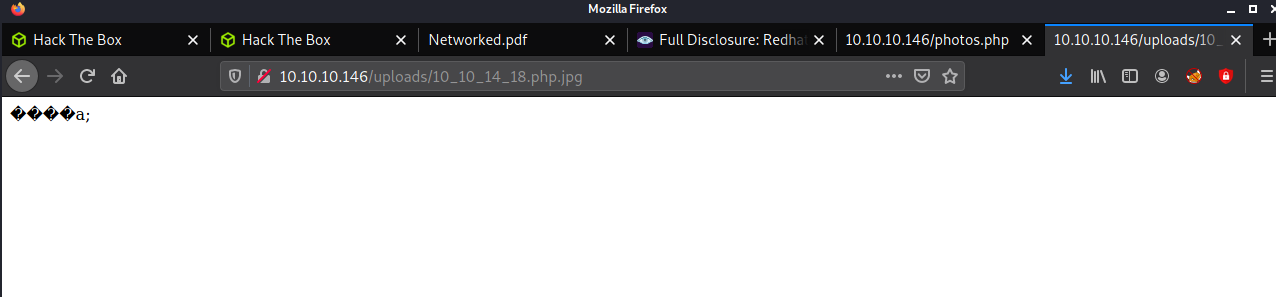 Mozilla Firefox
Hack The Box
Hack The Box
Networked.pdf
Full Disclosure: Redha
10.10.10.146/photos.php
10.10.10.146/uploads/10_
10.10.10.146/uploads/10_10_14_18.php.jpg
����a;